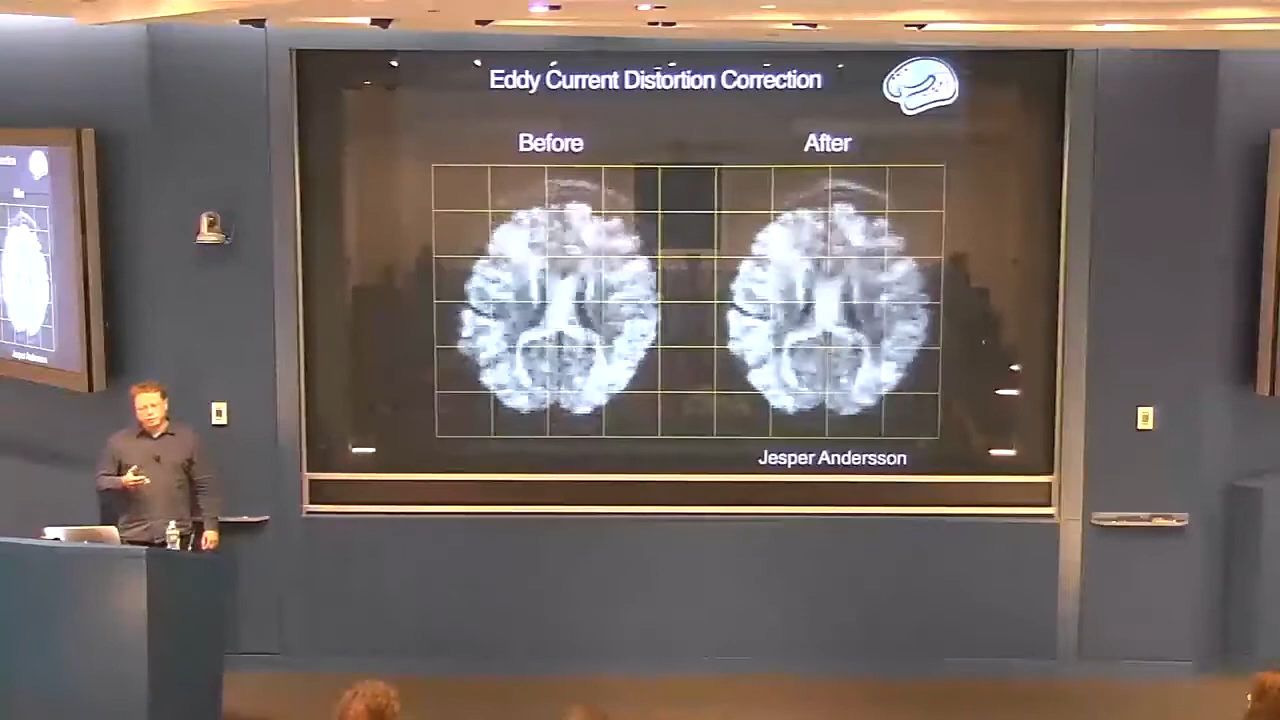 Eddy Current Distortion Correction
Before
After
Jesper Andersson